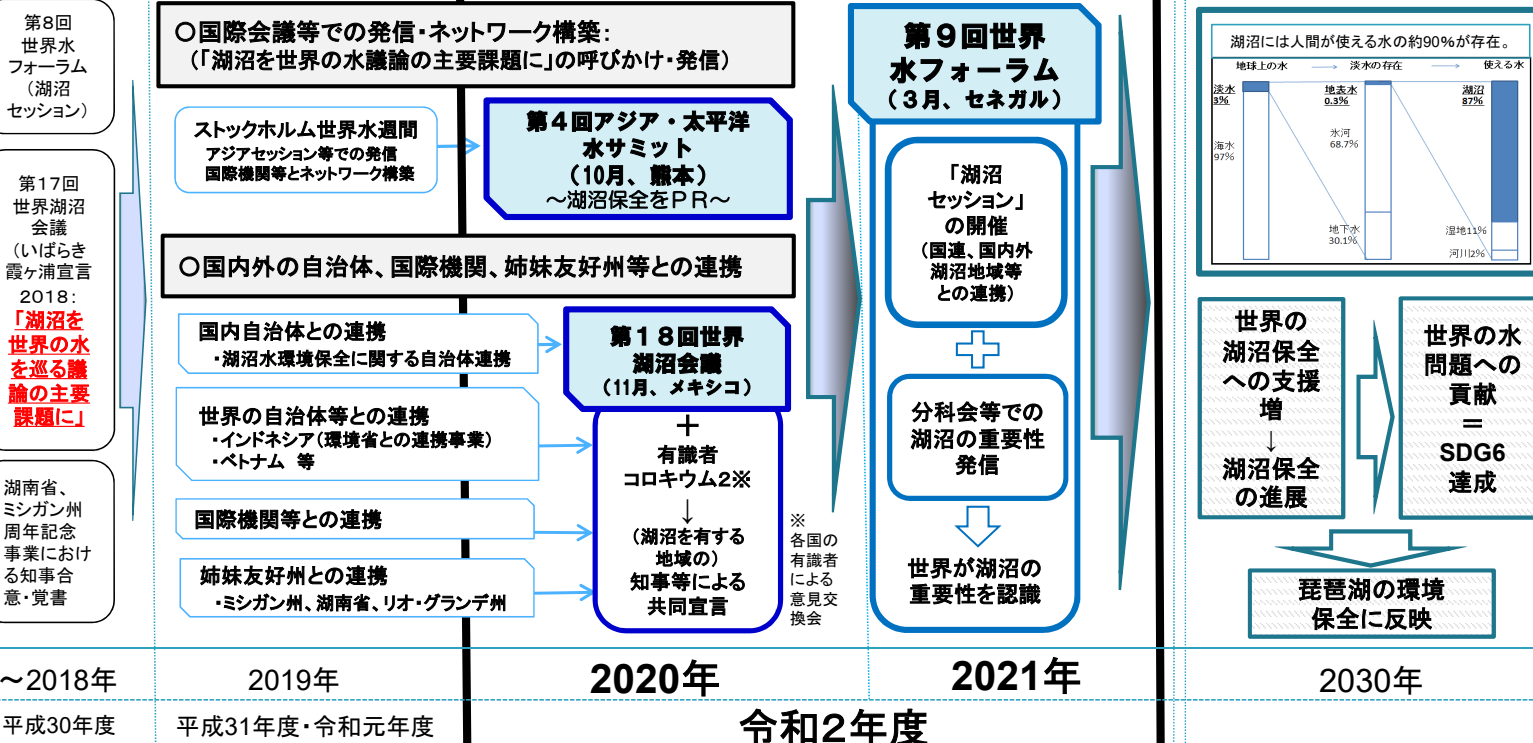 第8回
世界水
フォーラム
（湖沼
セッション）
第17回
世界湖沼
会議
（いばらき
霞ヶ浦宣言
2018：
「湖沼を
世界の水
を巡る議
論の主要
課題に」
湖南省、
ミシガン州
周年記念
事業におけ
る知事合
意・覚書
○国際会議等での発信・ネットワーク構築：
（「湖沼を世界の水議論の主要課題に」の呼びかけ・発信）
ストックホルム世界水週間
アジアセッション等での発信
国際機関等とネットワーク構築
第４回アジア・太平洋
水サミット
（10月、熊本）
～湖沼保全をＰＲ～
○国内外の自治体、国際機関、姉妹友好州等との連携
国内自治体との連携
・湖沼水環境保全に関する自治体連携
世界の自治体等との連携
・インドネシア（環境省との連携事業）
・ベトナム 等
国際機関等との連携
姉妹友好州との連携
・ミシガン州、湖南省、リオ・グランデ州
第１８回世界
湖沼会議
（11月、メキシコ）
＋
有識者
コロキウム2※
↓
（湖沼を有する
地域の）
知事等による
共同宣言
※
各国の
有識者
による
意見交
換会
第９回世界
水フォーラム
（３月、セネガル）
「湖沼
セッション」
の開催
（国連、国内外
湖沼地域等
との連携）
分科会等での
湖沼の重要性
発信
世界が湖沼の
重要性を認識
湖沼には人間が使える水の約90%が存在。
地球上の水 → 淡水の存在 → 使える水
淡水
3%
海水
97%
地表水
0.3%
氷河
68.7%
地下水
30.1%
湖沼
87%
湿地11%
河川2%
世界の
湖沼保全
への支援
増
↓
湖沼保全
の進展
世界の水
問題への
貢献
＝
SDG6
達成
琵琶湖の環境
保全に反映
～2018年
2019年
2020年
2021年
2030年
平成30年度
平成31年度・令和元年度
令和２年度